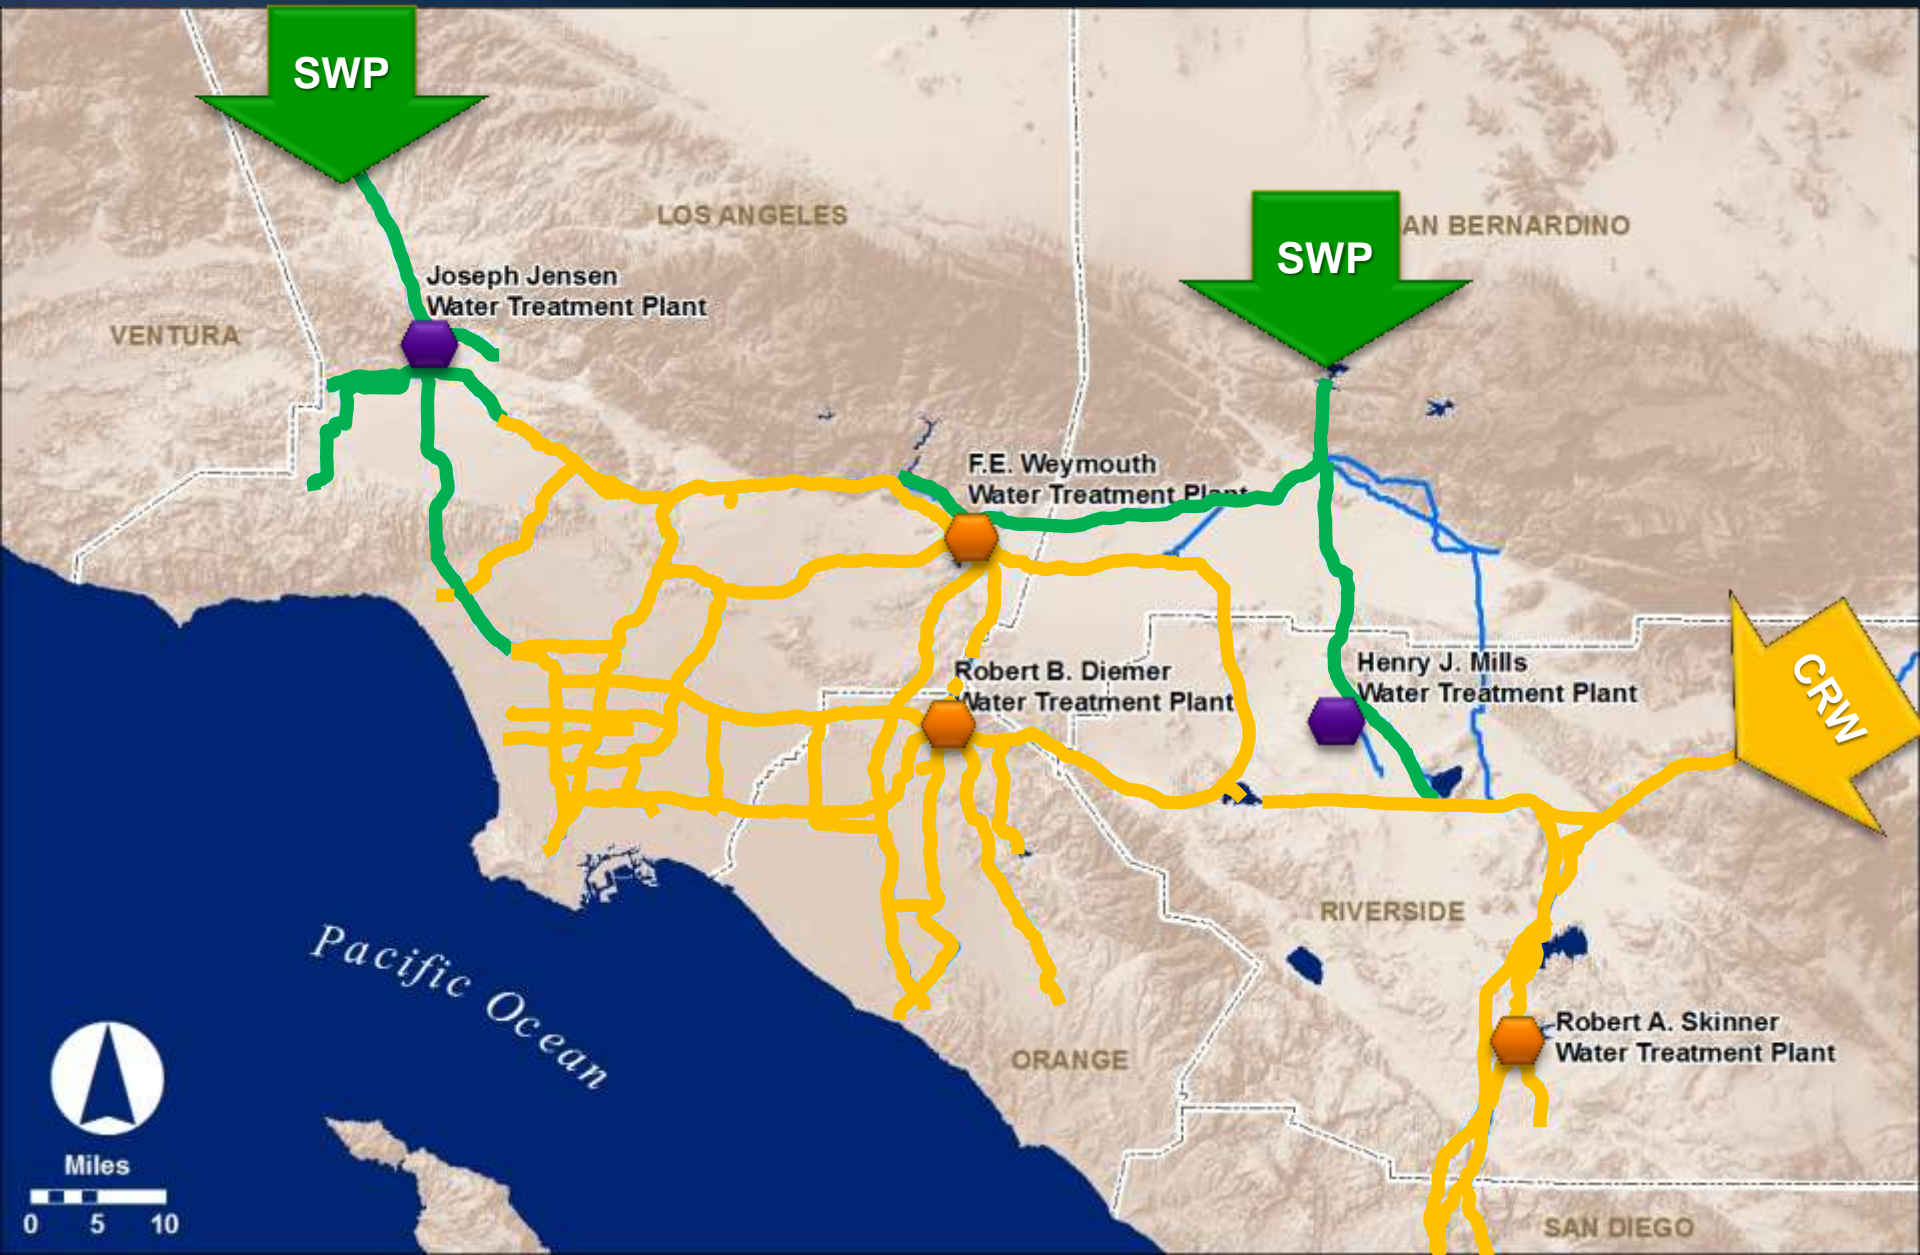 SWP
LOS ANGELES
SWP
AN BERNARDINO
Joseph Jensen
Water Treatment Plant
VENTURA
F.E. Weymouth
Water Treatment Plant
Henry J. Mills
Water Treatment Plant
CRW
Robert B. Diemer
Water Treatment Plant
RIVERSIDE
Pacific Ocean
Robert A. Skinner
Water Treatment Plant
ORANGE
Miles
0 5 10
SAN DIEGO